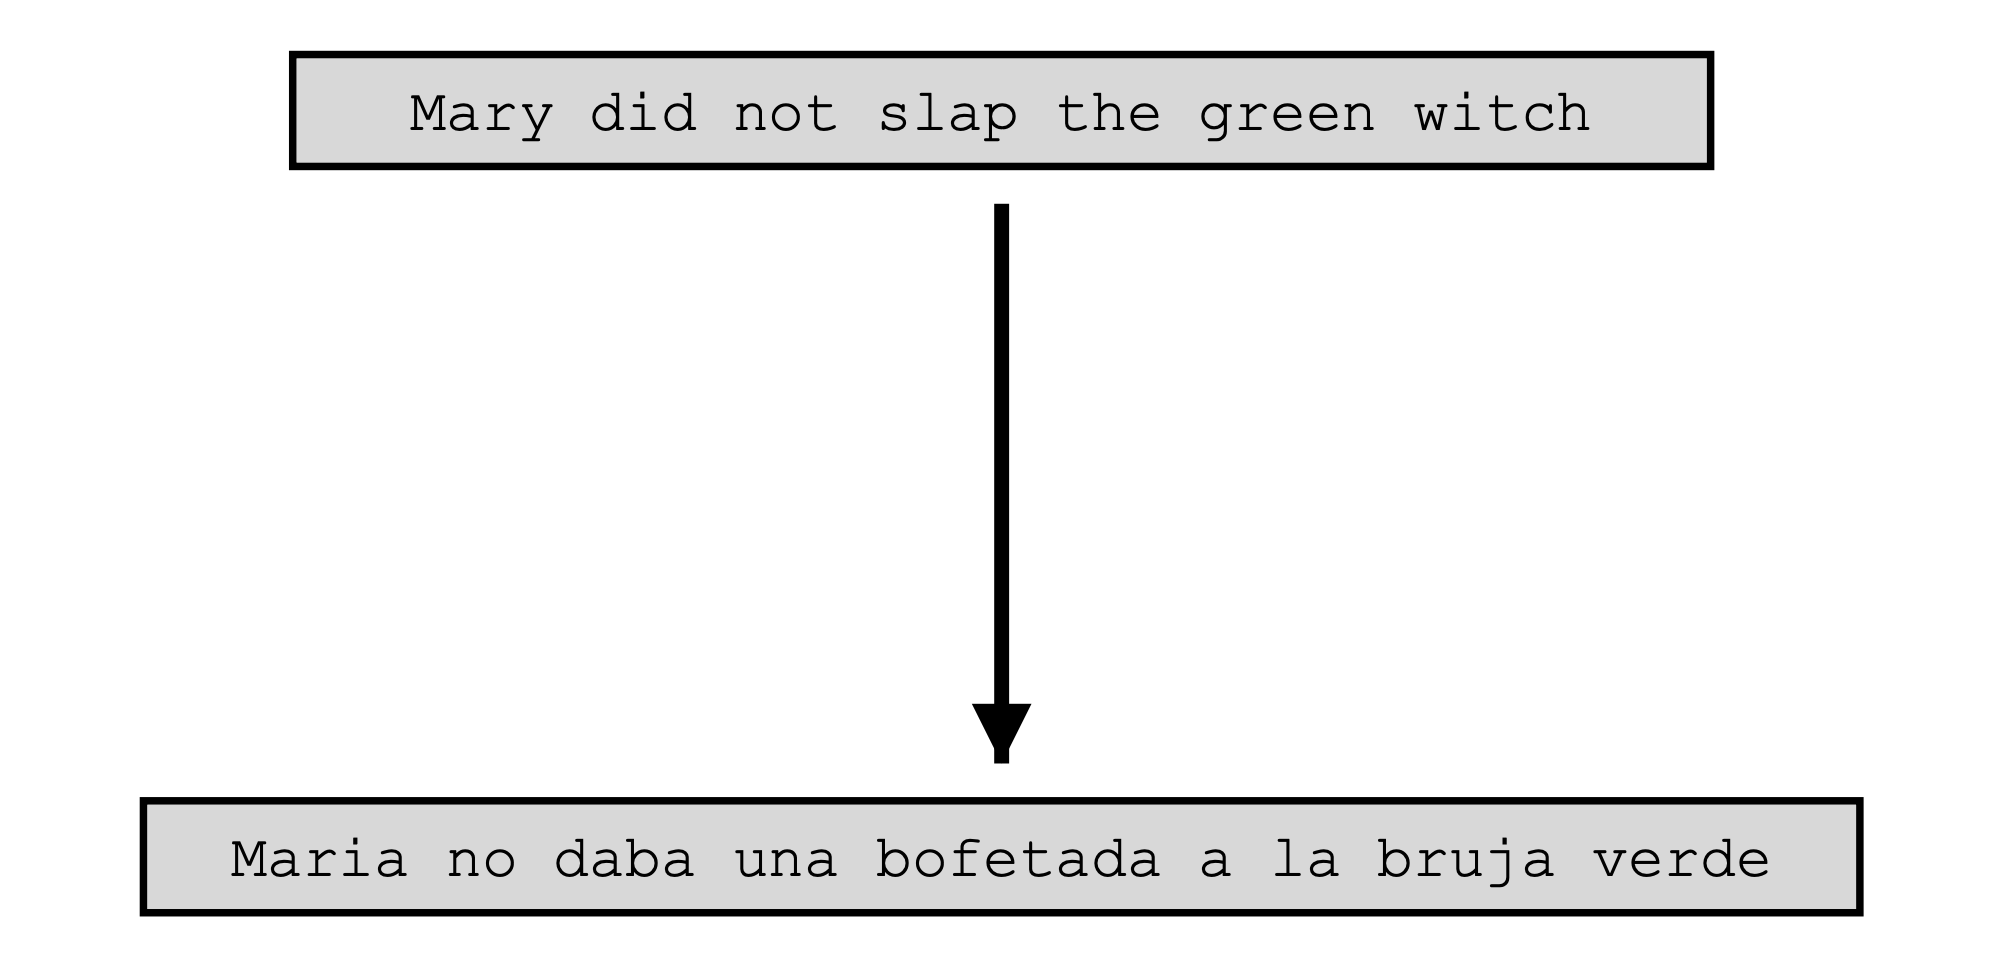 Mary did not slap the green witch
Maria no daba una bofetada a la bruja verde